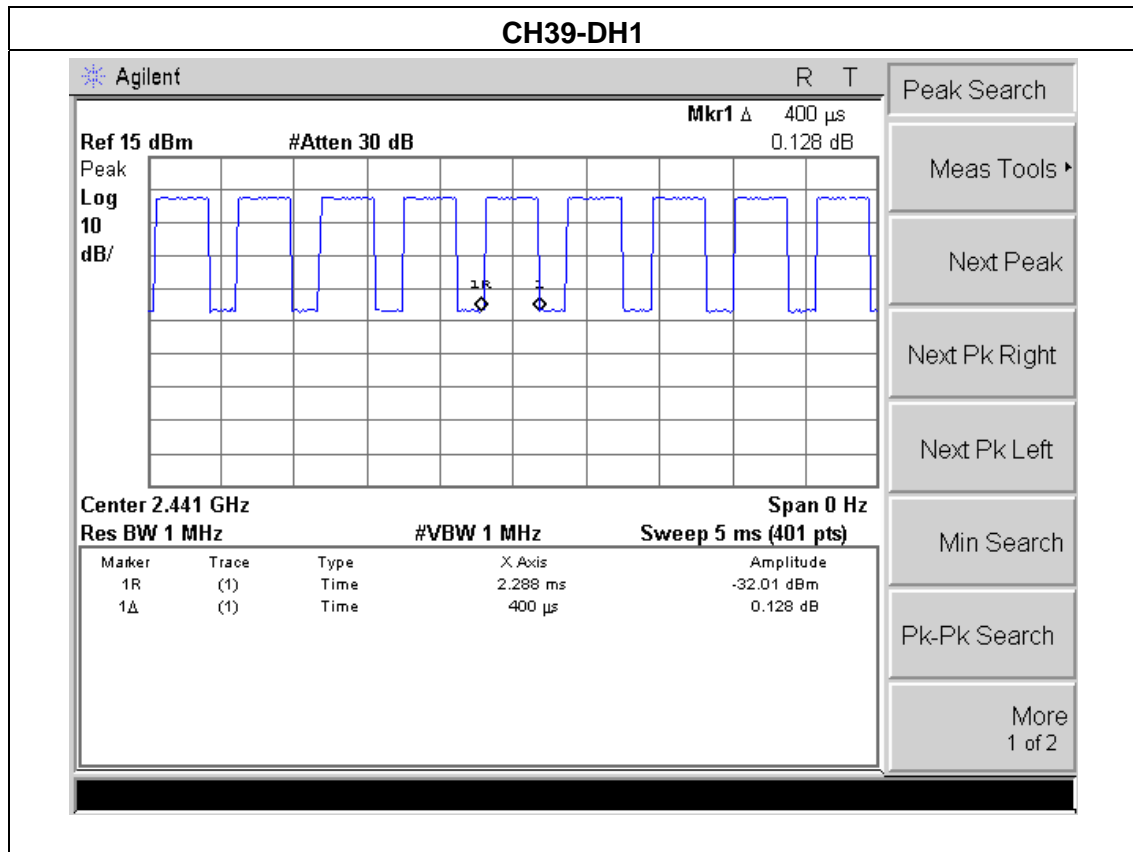 CH39-DH1
Agilent R T
Mkr1 Δ 400 µs
Ref 15 dBm #Atten 30 dB 0.128 dB
Peak
Log
10
dB/
1R 1
Center 2.441 GHz Span 0 Hz
Res BW 1 MHz #VBW 1 MHz Sweep 5 ms (401 pts)
Marker Trace Type X Axis Amplitude
1R (1) Time 2.288 ms -32.01 dBm
1Δ (1) Time 400 µs 0.128 dB
Peak Search
Meas Tools
Next Peak
Next Pk Right
Next Pk Left
Min Search
Pk-Pk Search
More
1 of 2